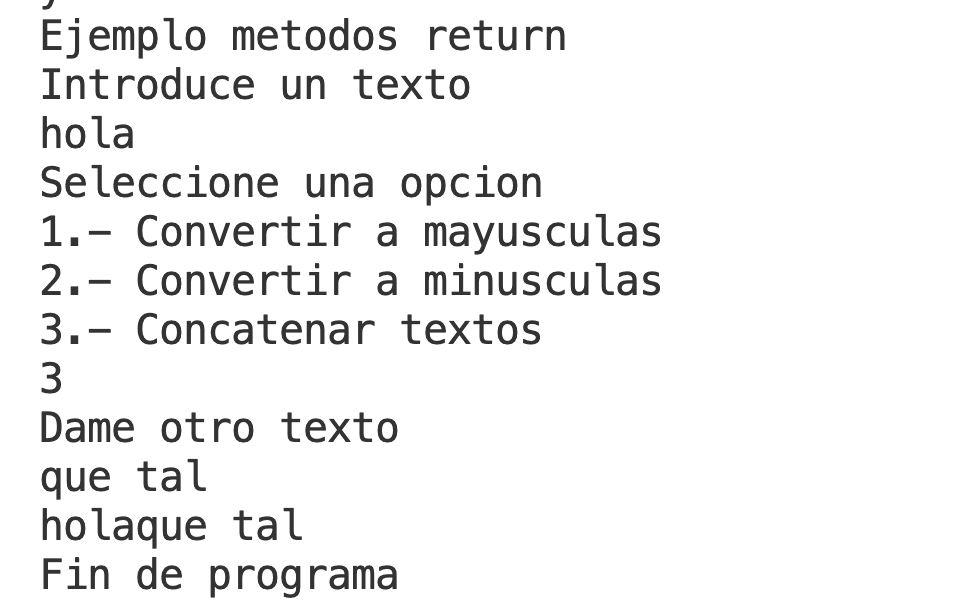 y
Ejemplo metodos return
Introduce un texto
hola
Seleccione una opcion
1.- Convertir a mayusculas
2.- Convertir a minusculas
3.- Concatenar textos
3
Dame otro texto
que tal
holaque tal
Fin de programa